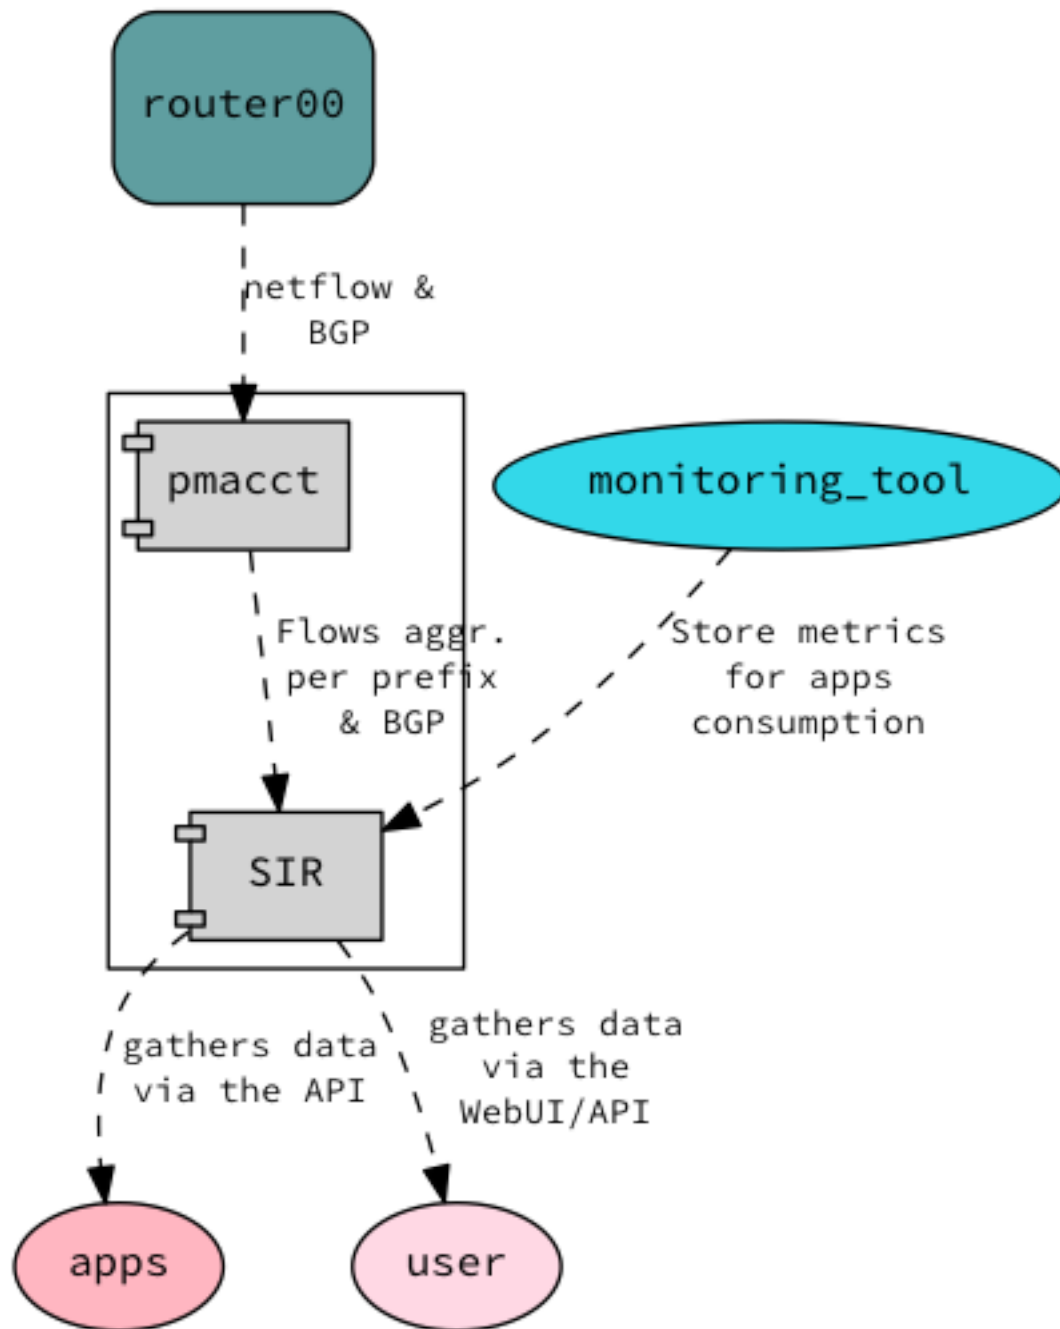 router00
netflow &
BGP
pmacct
monitoring_tool
Flows aggr.
per prefix
& BGP
Store metrics
for apps
consumption
SIR
gathers data
via the API
gathers data
via the
WebUI/API
apps
user